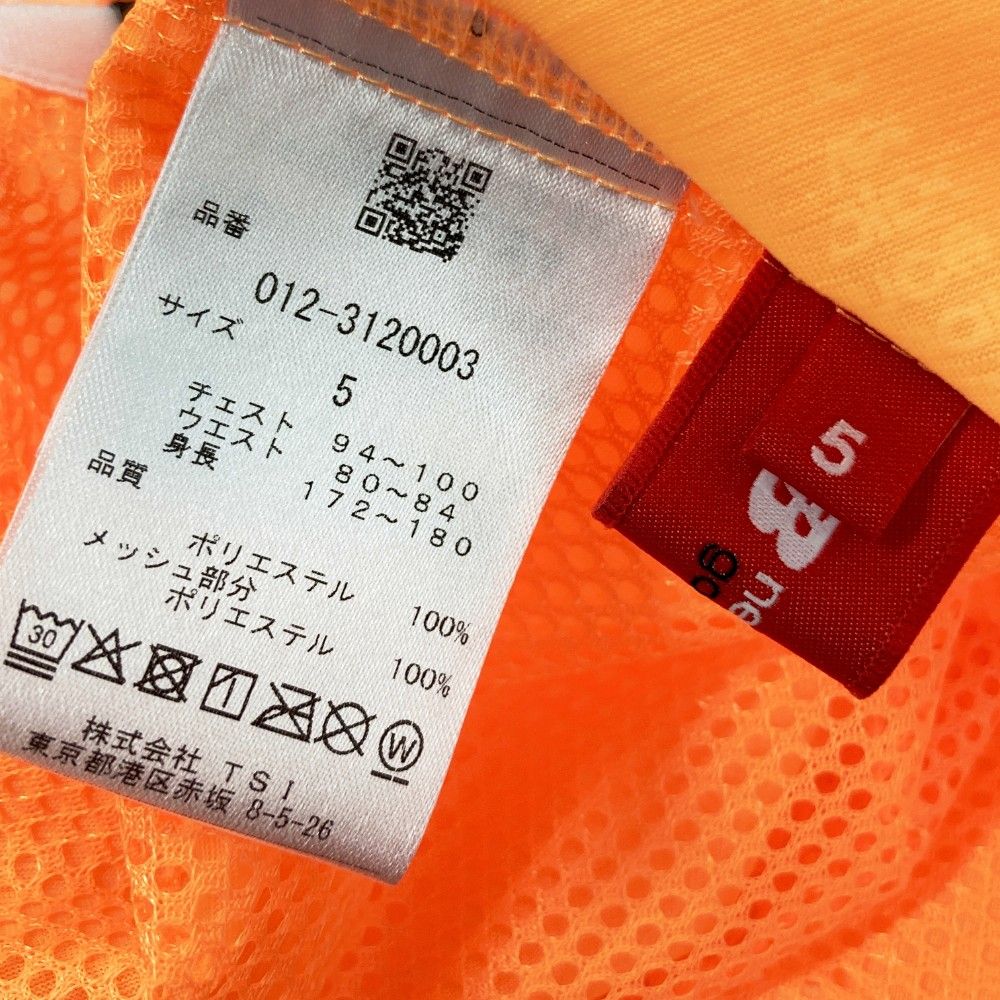 品番
012-3120003
サイズ
5
チェスト 94~100
ウエスト 80~84
身長 172~180
品質
ポリエステル 100%
メッシュ部分
ポリエステル 100%
30
W
株式会社 TSI
東京都港区赤坂 8-5-26
5
B
ne
go